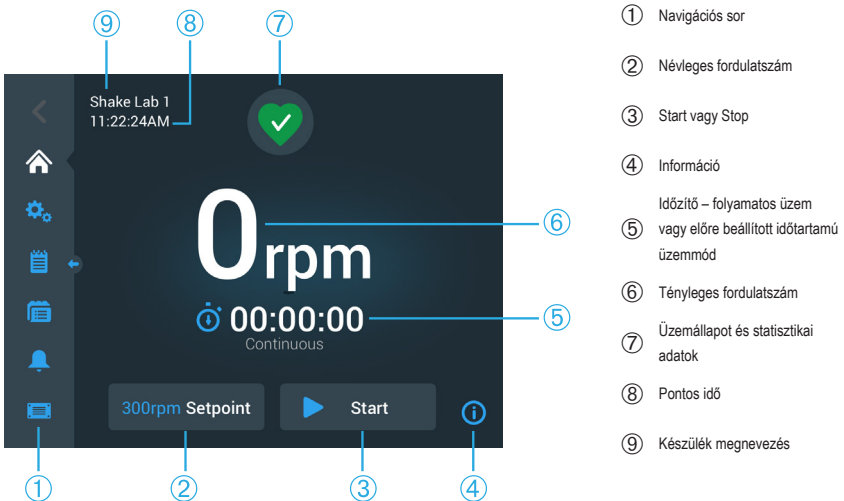 ⑨ ⑧ ⑦
Shake Lab 1
11:22:24AM
0rpm
⑥
00:00:00
⑤
Continuous
300rpm Setpoint
Start
① ② ③ ④
① Navigációs sor
② Névleges fordulatszám
③ Start vagy Stop
④ Információ
⑤ Időzítő – folyamatos üzem
vagy előre beállított időtartamú
üzemmód
⑥ Tényleges fordulatszám
⑦ Üzemállapot és statisztikai
adatok
⑧ Pontos idő
⑨ Készülék megnevezés